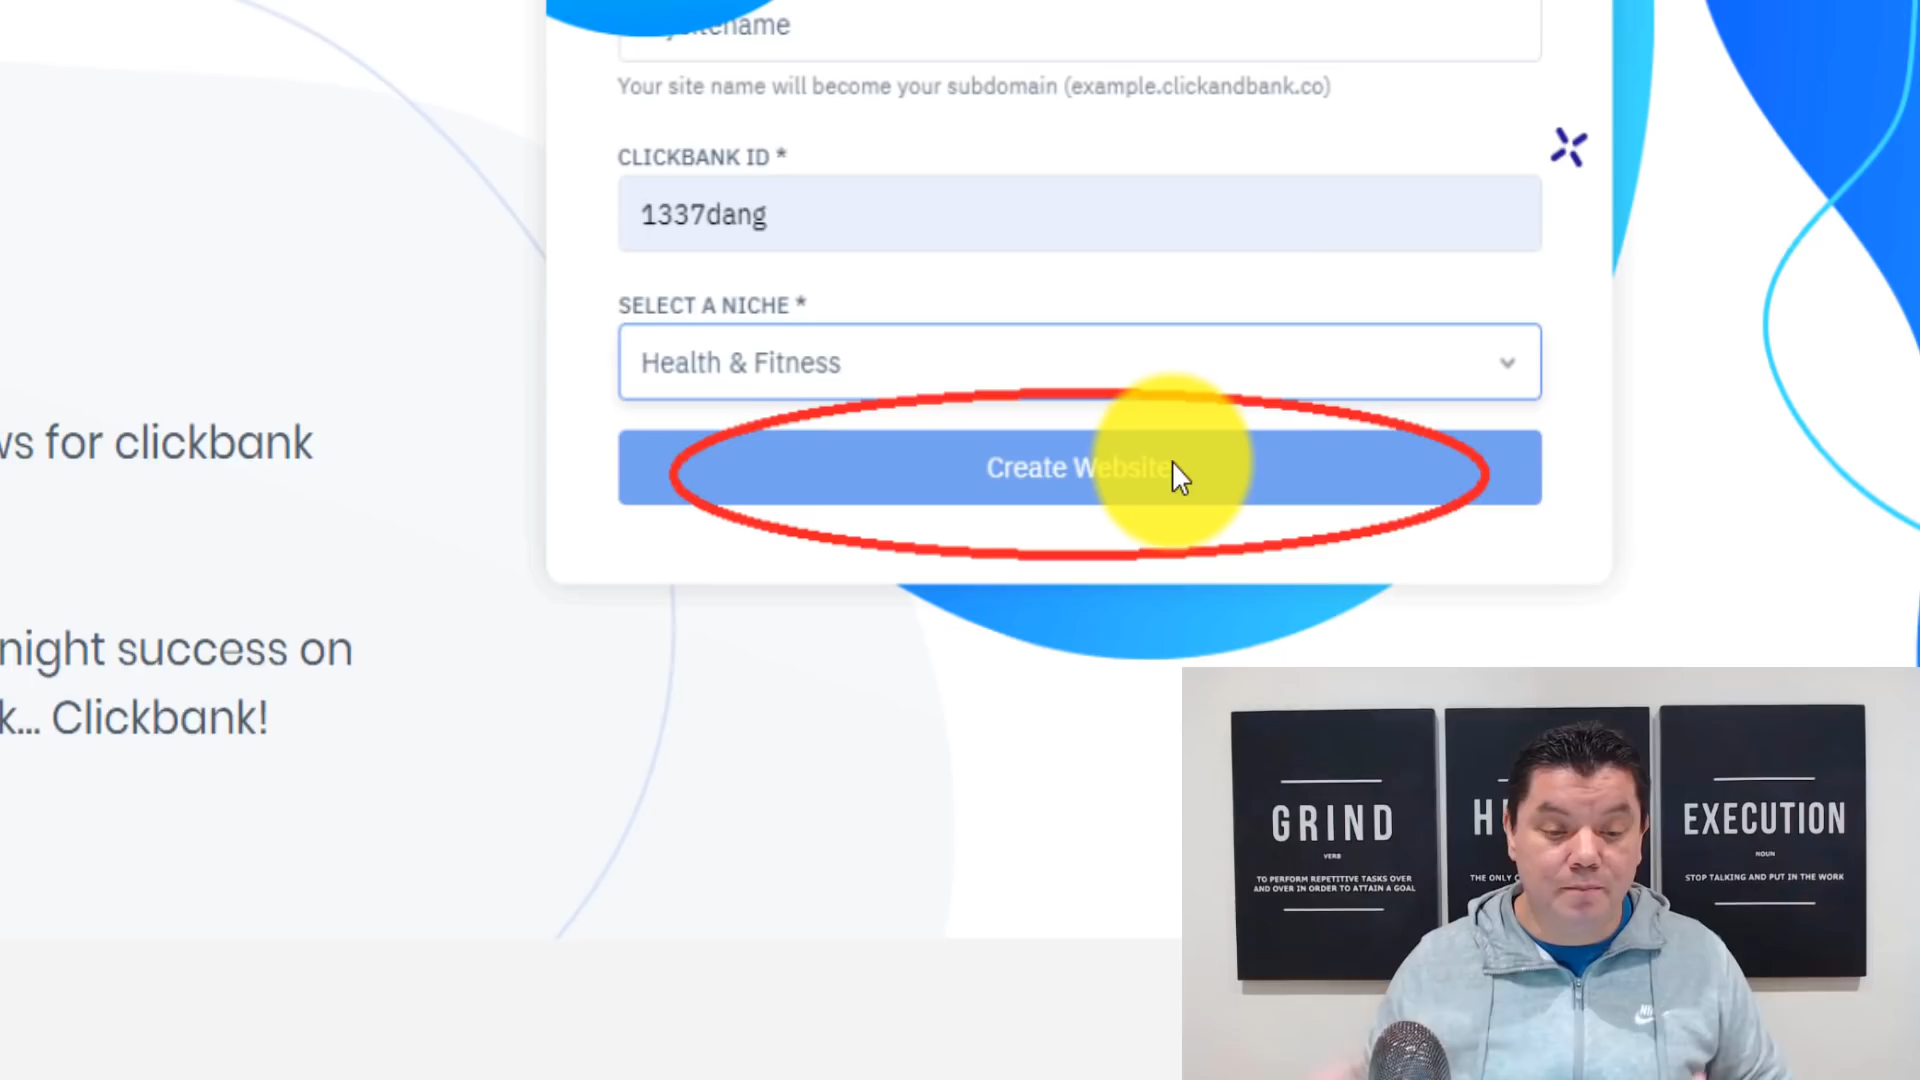 Your site name will become your subdomain (example.clickandbank.co)
CLICKBANK ID *
1337dang
SELECT A NICHE *
Health & Fitness
Create Website
for clickbank
success on
Clickbank!
GRIND
VERB
TO PERFORM REPETITIVE TASKS OVER
AND OVER IN ORDER TO ATTAIN A GOAL
THE ONLY
EXECUTION
NOUN
STOP TALKING AND PUT IN THE WORK